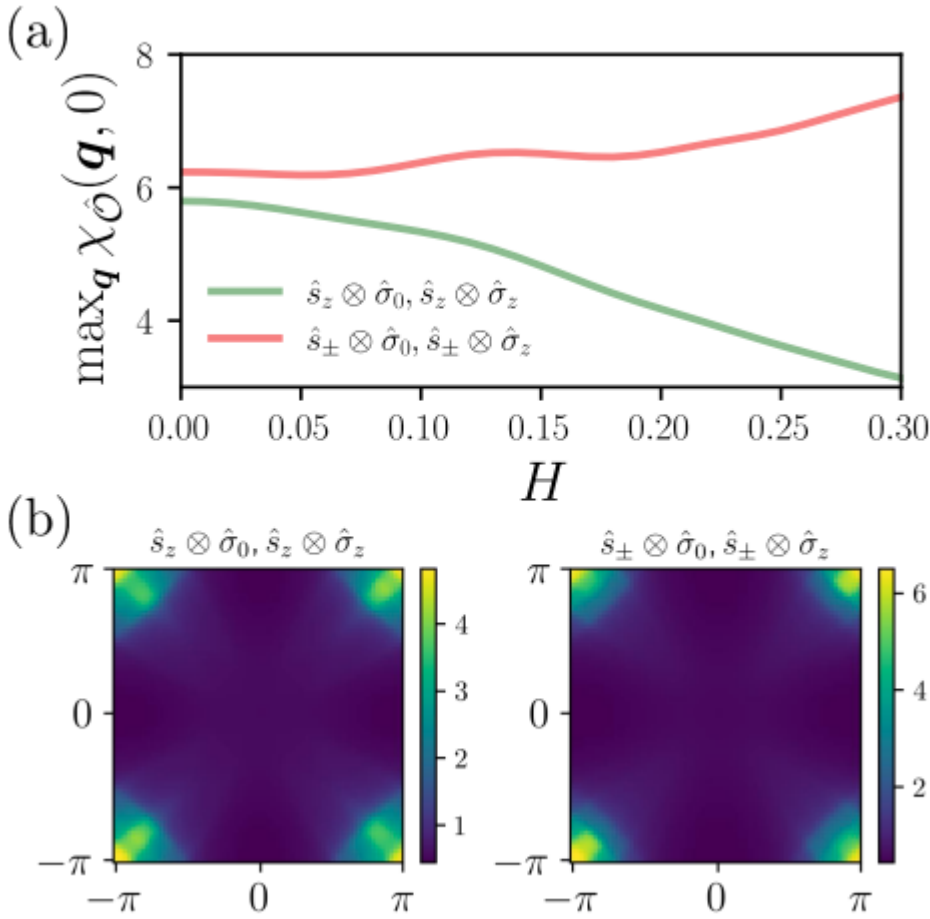 (a)
max_q χ_Ô(q, 0)
8
6
4
ŝ_z ⊗ σ̂_0, ŝ_z ⊗ σ̂_z
ŝ_± ⊗ σ̂_0, ŝ_± ⊗ σ̂_z
0.00 0.05 0.10 0.15 0.20 0.25 0.30
H
(b)
ŝ_z ⊗ σ̂_0, ŝ_z ⊗ σ̂_z
π
0
−π
−π 0 π
4
3
2
1
ŝ_± ⊗ σ̂_0, ŝ_± ⊗ σ̂_z
π
0
−π
−π 0 π
6
4
2